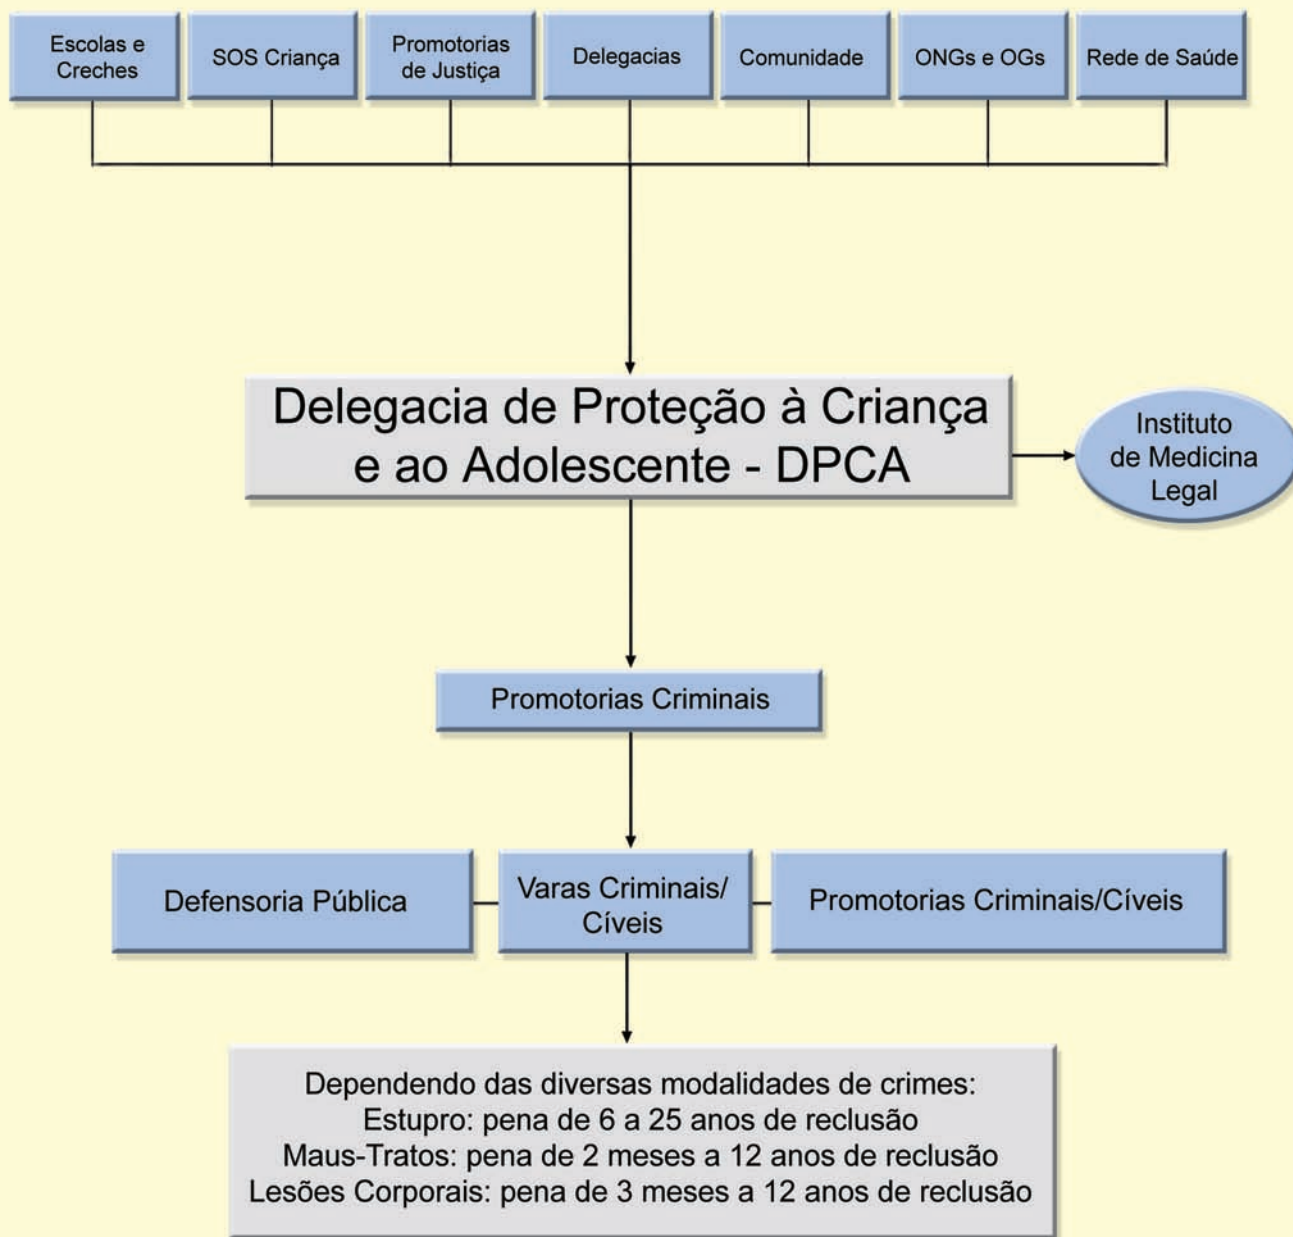 Escolas e
Creches
SOS Criança
Promotorias
de Justiça
Delegacias
Comunidade
ONGs e OGs
Rede de Saúde
Delegacia de Proteção à Criança
e ao Adolescente - DPCA
Instituto
de Medicina
Legal
Promotorias Criminais
Defensoria Pública
Varas Criminais/
Cíveis
Promotorias Criminais/Cíveis
Dependendo das diversas modalidades de crimes:
Estupro: pena de 6 a 25 anos de reclusão
Maus-Tratos: pena de 2 meses a 12 anos de reclusão
Lesões Corporais: pena de 3 meses a 12 anos de reclusão